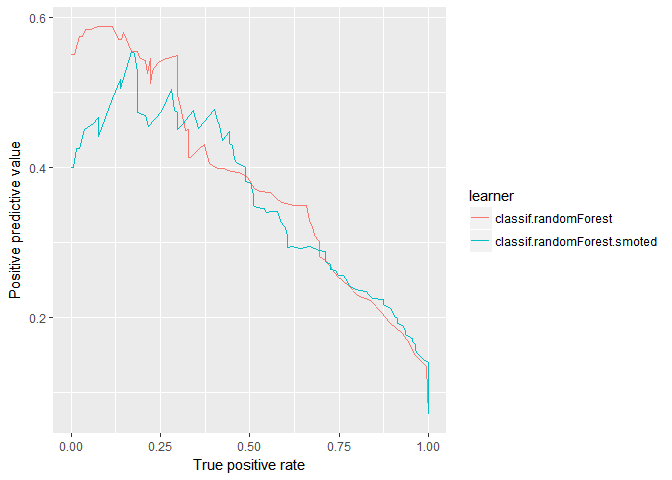 0.6
0.4
0.2
Positive predictive value
0.00 0.25 0.50 0.75 1.00
True positive rate
learner
classif.randomForest
classif.randomForest.smoted